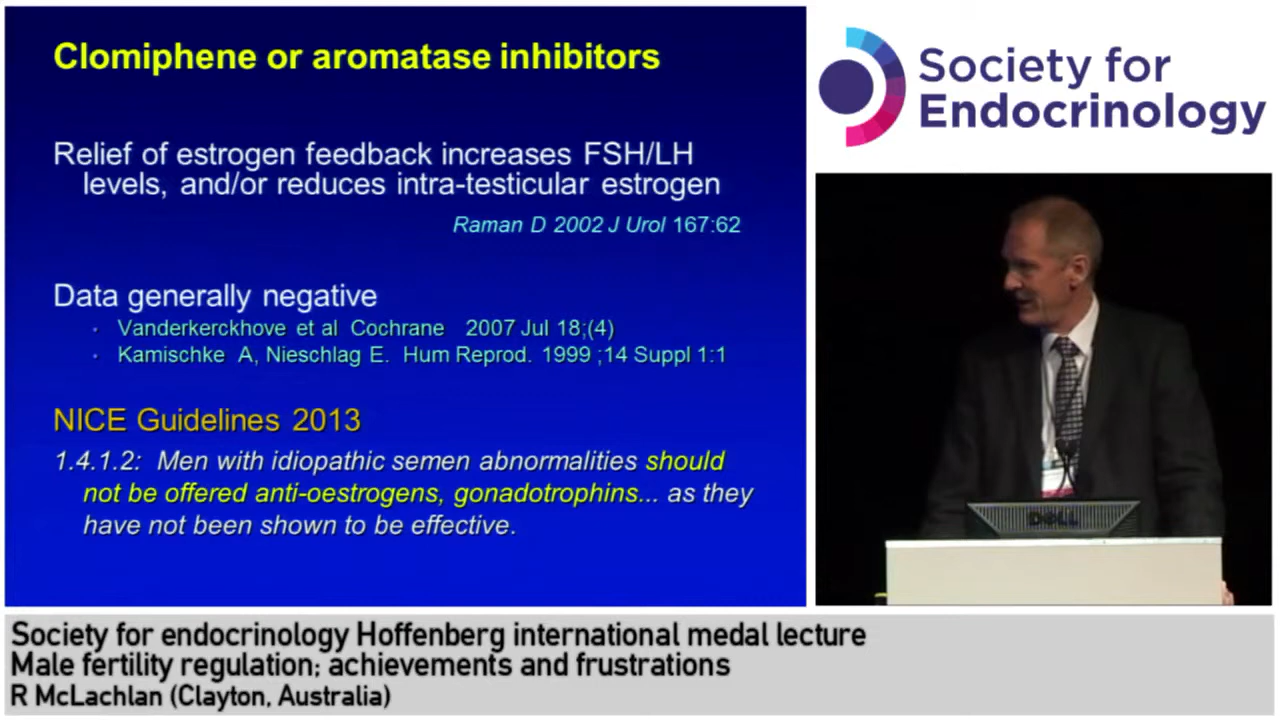 Clomiphene or aromatase inhibitors
Relief of estrogen feedback increases FSH/LH
levels, and/or reduces intra-testicular estrogen
Raman D 2002 J Urol 167:62
Data generally negative
· Vanderkerckhove et al Cochrane 2007 Jul 18;(4)
· Kamischke A, Nieschlag E. Hum Reprod. 1999 ;14 Suppl 1:1
NICE Guidelines 2013
1.4.1.2: Men with idiopathic semen abnormalities should
not be offered anti-oestrogens, gonadotrophins... as they
have not been shown to be effective.
Society for
Endocrinology
DELL
Society for endocrinology Hoffenberg international medal lecture
Male fertility regulation; achievements and frustrations
R McLachlan (Clayton, Australia)